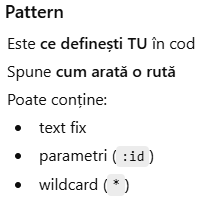 Pattern
Este ce definești TU în cod
Spune cum arată o rută
Poate conține:
• text fix
• parametri ( :id )
• wildcard ( * )